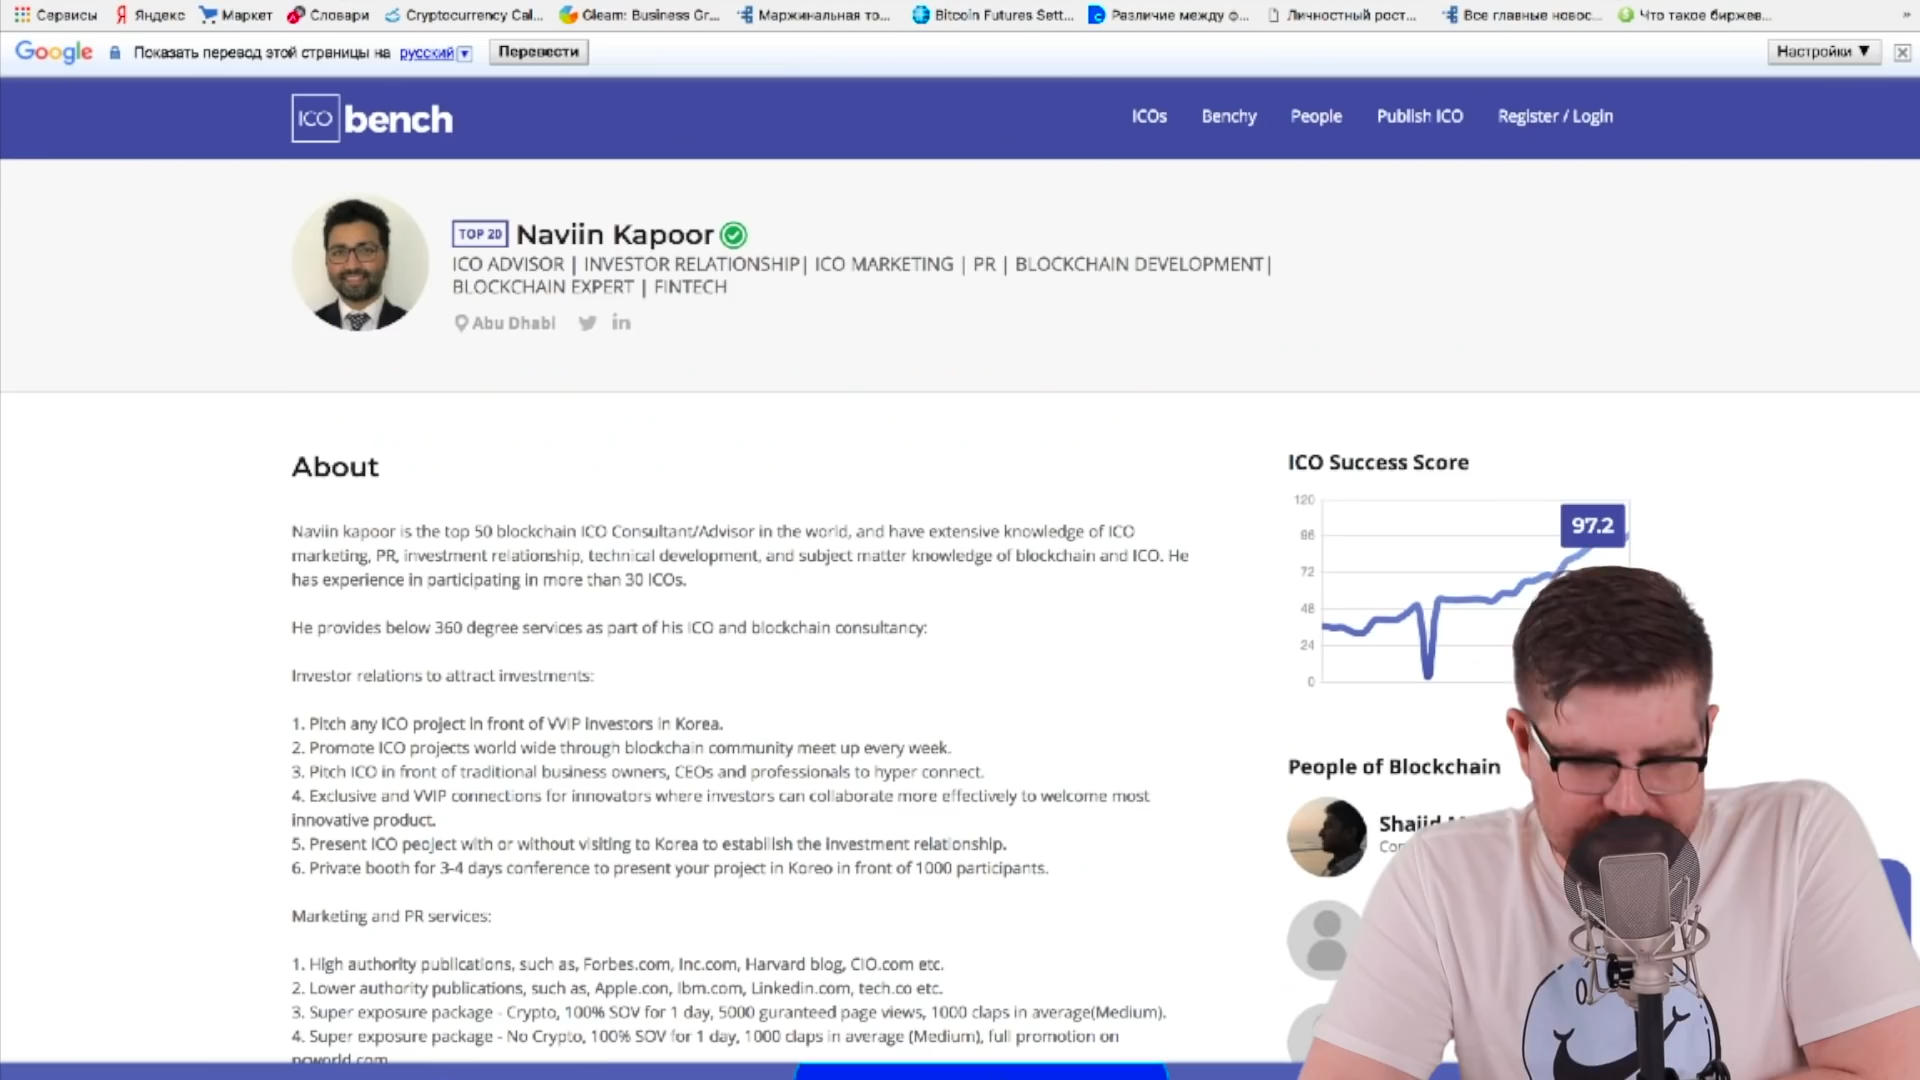 Сервисы Яндекс Маркет Словари Cryptocurrency Cal... Gleam: Business Gr... Маржинальная то... Bitcoin Futures Sett... Различие между ф... Личностный рост... Все главные новос... Что такое биржев... »
Google Показать перевод этой страницы на русский Перевести Настройки
ICO bench ICOs Benchy People Publish ICO Register / Login
TOP 20 Naviin Kapoor
ICO ADVISOR | INVESTOR RELATIONSHIP| ICO MARKETING | PR | BLOCKCHAIN DEVELOPMENT|
BLOCKCHAIN EXPERT | FINTECH
Abu Dhabi in
About
Naviin kapoor is the top 50 blockchain ICO Consultant/Advisor in the world, and have extensive knowledge of ICO
marketing, PR, investment relationship, technical development, and subject matter knowledge of blockchain and ICO. He
has experience in participating in more than 30 ICOs.
He provides below 360 degree services as part of his ICO and blockchain consultancy:
Investor relations to attract investments:
1. Pitch any ICO project in front of VVIP investors in Korea.
2. Promote ICO projects world wide through blockchain community meet up every week.
3. Pitch ICO in front of traditional business owners, CEOs and professionals to hyper connect.
4. Exclusive and VVIP connections for innovators where investors can collaborate more effectively to welcome most
innovative product.
5. Present ICO peoject with or without visiting to Korea to establish the investment relationship.
6. Private booth for 3-4 days conference to present your project in Koreo in front of 1000 participants.
Marketing and PR services:
1. High authority publications, such as, Forbes.com, Inc.com, Harvard blog, CIO.com etc.
2. Lower authority publications, such as, Apple.con, Ibm.com, Linkedin.com, tech.co etc.
3. Super exposure package - Crypto, 100% SOV for 1 day, 5000 guranteed page views, 1000 claps in average(Medium).
4. Super exposure package - No Crypto, 100% SOV for 1 day, 1000 claps in average (Medium), full promotion on
pcworld.com
ICO Success Score
120
96
72
48
24
0
97.2
People of Blockchain
Shajid